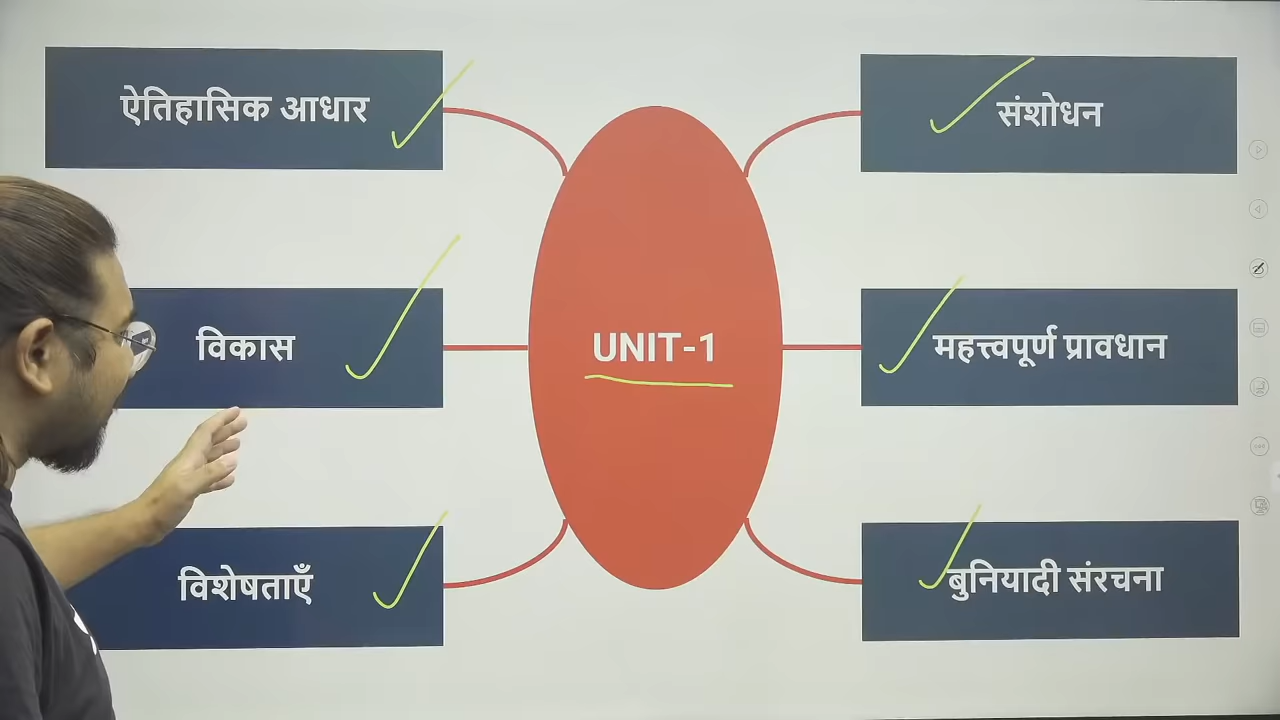 ऐतिहासिक आधार
संशोधन
विकास
UNIT-1
महत्त्वपूर्ण प्रावधान
विशेषताएँ
बुनियादी संरचना